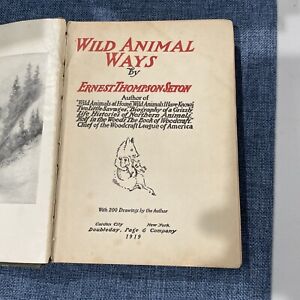 WILD ANIMAL
WAYS
By
ERNEST THOMPSON SETON
Author of
"Wild Animals at Home, Wild Animals I Have Known
Two Little Savages, Biography of a Grizzly
Life Histories of Northern Animals,
Rolf in the Woods, The Book of Woodcraft.
Chief of the Woodcraft League of America
With 200 Drawings by the Author
Garden City New York
Doubleday, Page & Company
1919